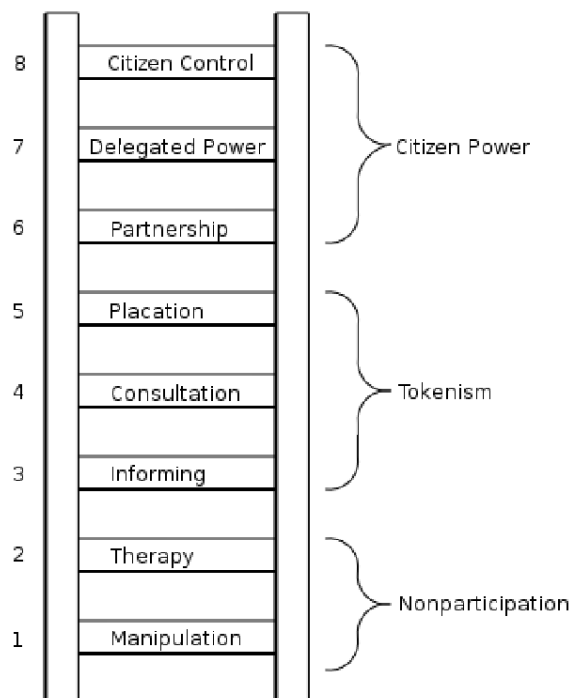 8 Citizen Control
7 Delegated Power Citizen Power
6 Partnership
5 Placation
4 Consultation Tokenism
3 Informing
2 Therapy
Nonparticipation
1 Manipulation